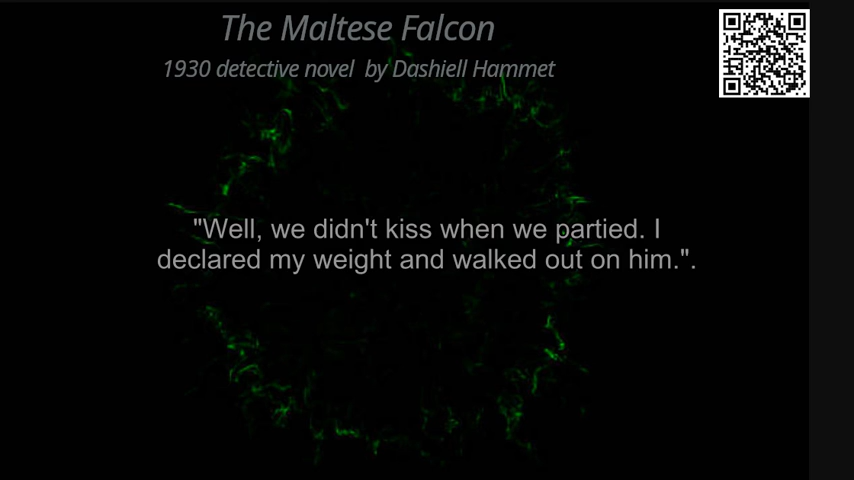 The Maltese Falcon
1930 detective novel by Dashiell Hammet
"Well, we didn't kiss when we partied. I
declared my weight and walked out on him.".